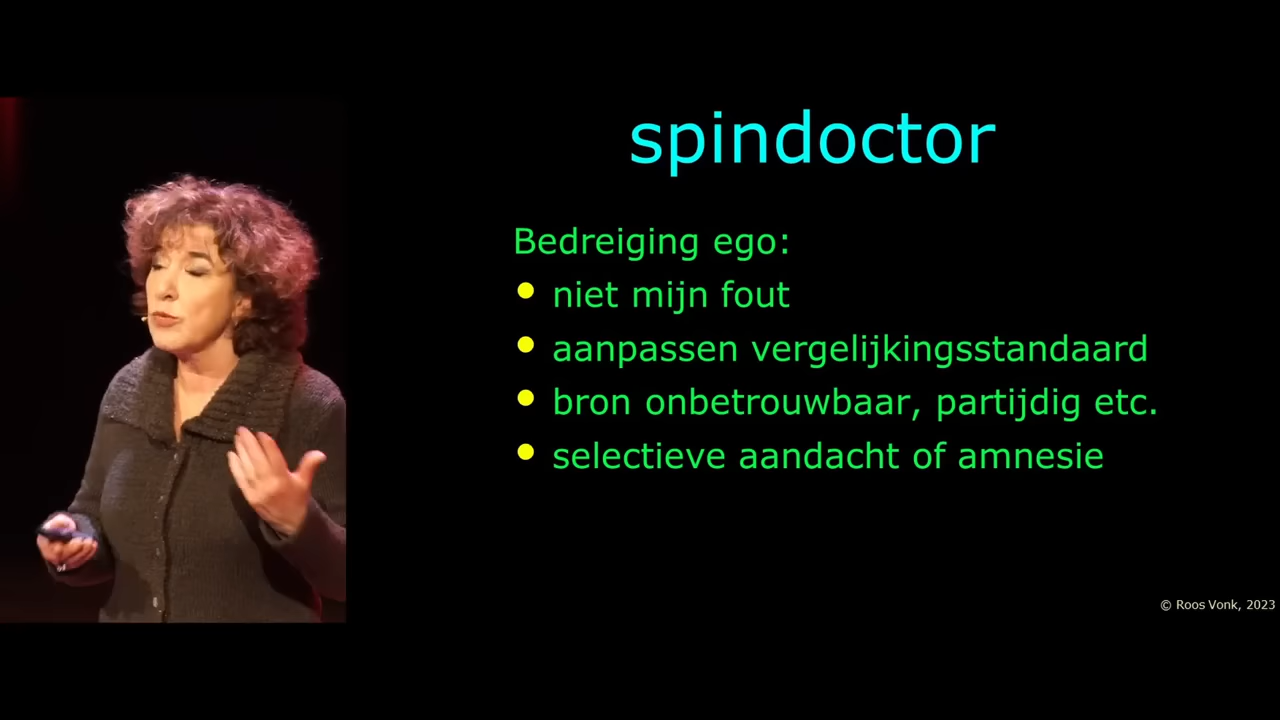 spindoctor
Bedreiging ego:
• niet mijn fout
• aanpassen vergelijkingsstandaard
• bron onbetrouwbaar, partijdig etc.
• selectieve aandacht of amnesie
© Roos Vonk, 2023